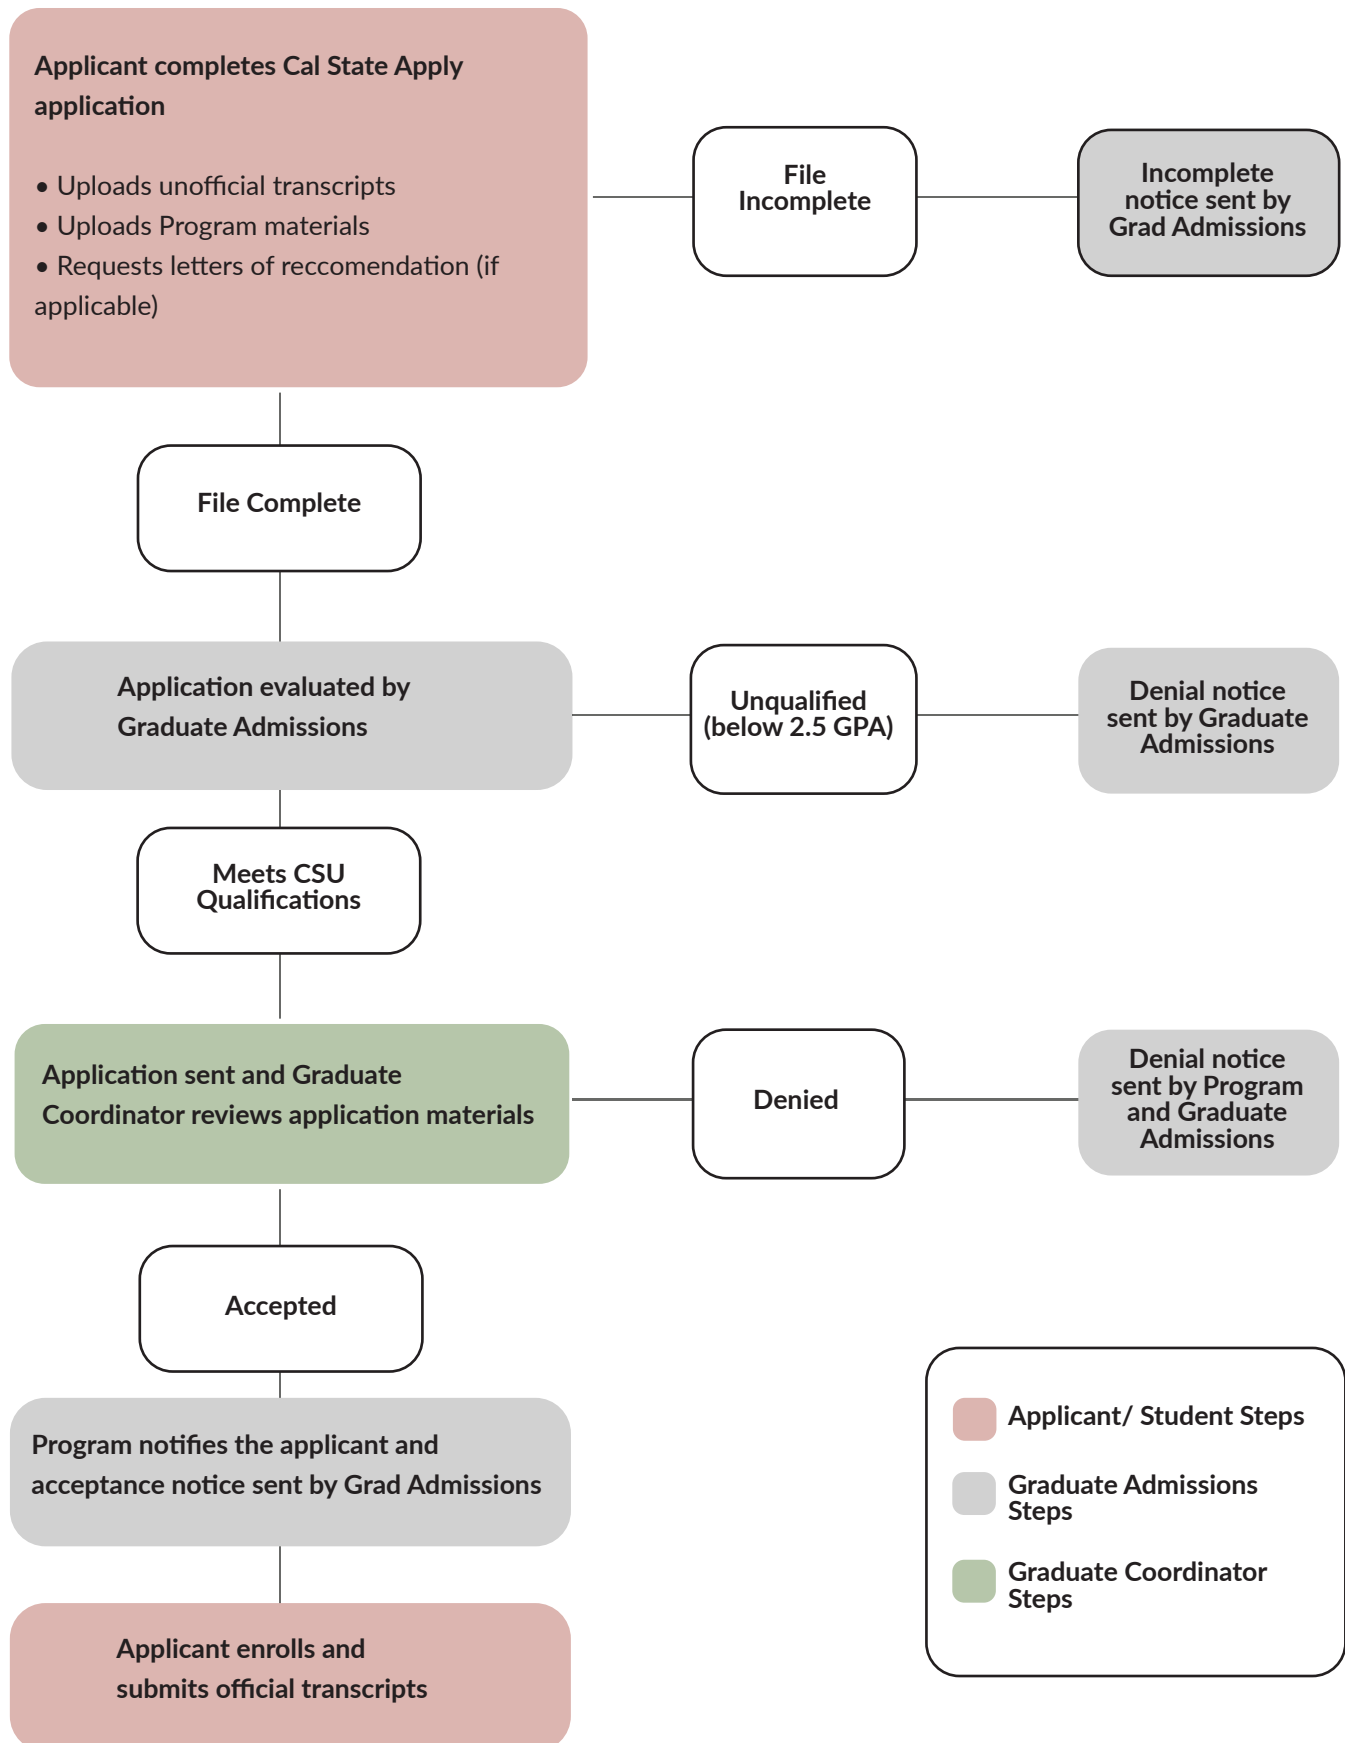 Applicant completes Cal State Apply
application
• Uploads unofficial transcripts
• Uploads Program materials
• Requests letters of reccomendation (if
applicable)
File
Incomplete
Incomplete
notice sent by
Grad Admissions
File Complete
Application evaluated by
Graduate Admissions
Unqualified
(below 2.5 GPA)
Denial notice
sent by Graduate
Admissions
Meets CSU
Qualifications
Application sent and Graduate
Coordinator reviews application materials
Denied
Denial notice
sent by Program
and Graduate
Admissions
Accepted
Program notifies the applicant and
acceptance notice sent by Grad Admissions
Applicant enrolls and
submits official transcripts
Applicant/ Student Steps
Graduate Admissions
Steps
Graduate Coordinator
Steps